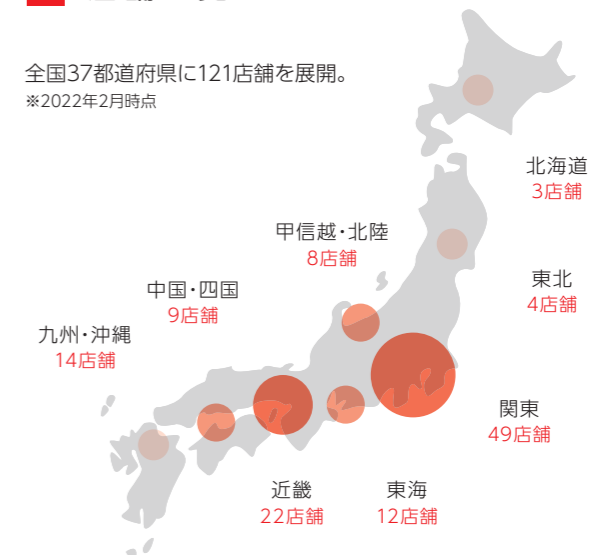 全国37都道府県に121店舗を展開。
※2022年2月時点
北海道
3店舗
甲信越・北陸
8店舗
東北
4店舗
中国・四国
9店舗
九州・沖縄
14店舗
関東
49店舗
近畿
22店舗
東海
12店舗